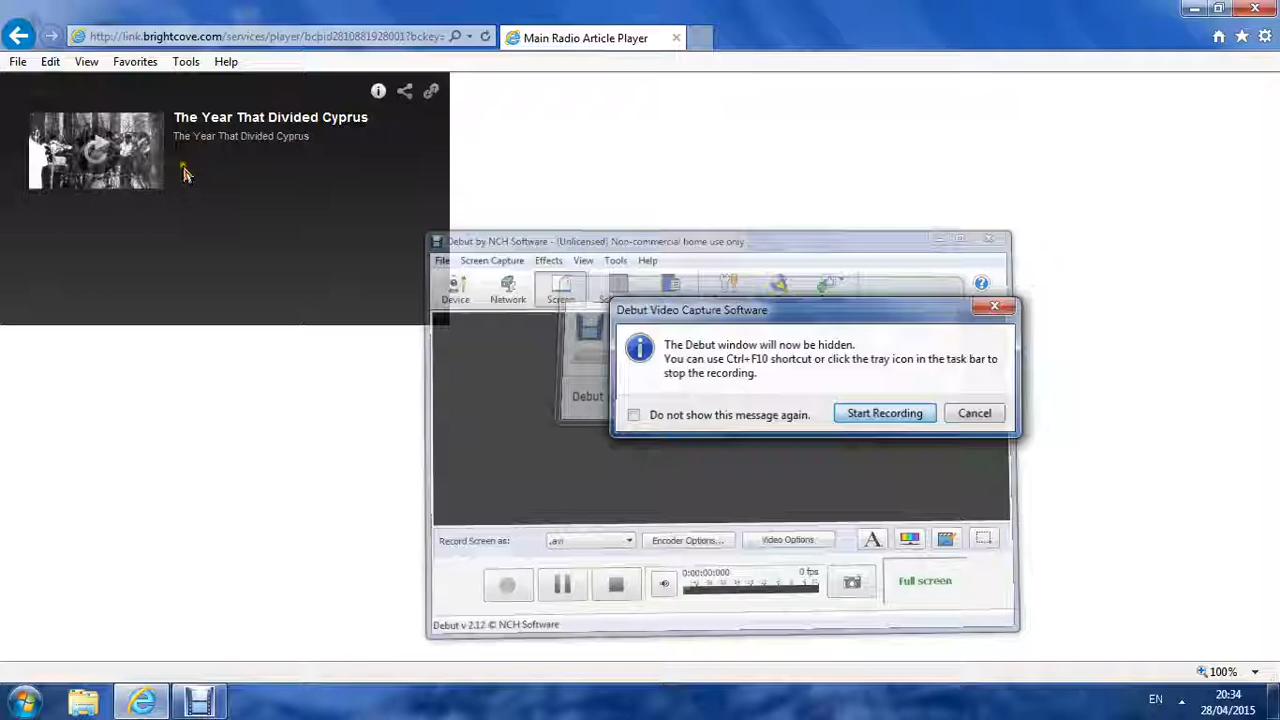 http://link.brightcove.com/services/player/bcpid2810881928001?bckey=
Main Radio Article Player
File Edit View Favorites Tools Help
The Year That Divided Cyprus
The Year That Divided Cyprus
Debut by NCH Software - (Unlicensed) Non-commercial home use only
File Screen Capture Effects View Tools Help
Device Network Screen
Debut Video Capture Software
The Debut window will now be hidden.
You can use Ctrl+F10 shortcut or click the tray icon in the task bar to
stop the recording.
Debut
Do not show this message again. Start Recording Cancel
Record Screen as: .avi Encoder Options... Video Options
A
0:00:00:000 0 fps
Full screen
Debut v 2.12 © NCH Software
100%
EN
20:34
28/04/2015